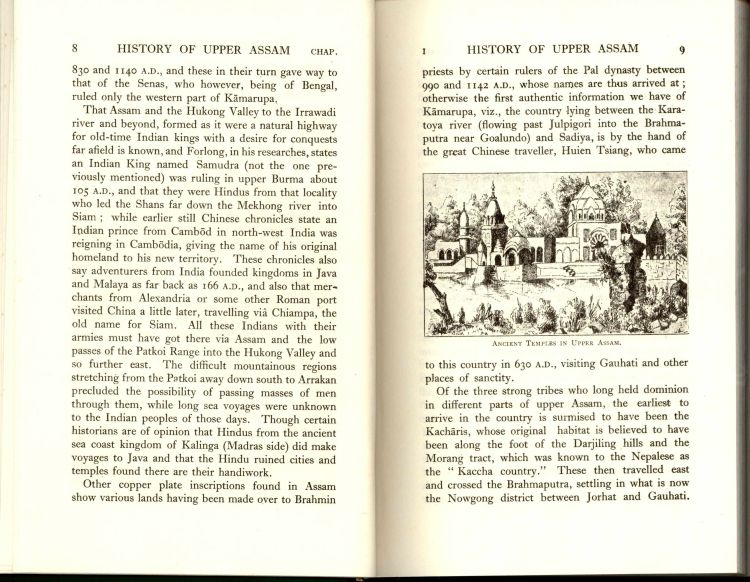 8 HISTORY OF UPPER ASSAM CHAP.
830 and 1140 A.D., and these in their turn gave way to
that of the Senas, who however, being of Bengal,
ruled only the western part of Kāmarupa.
That Assam and the Hukong Valley to the Irrawadi
river and beyond, formed as it were a natural highway
for old-time Indian kings with a desire for conquests
far afield is known, and Forlong, in his researches, states
an Indian King named Samudra (not the one pre-
viously mentioned) was ruling in upper Burma about
105 A.D., and that they were Hindus from that locality
who led the Shans far down the Mekhong river into
Siam ; while earlier still Chinese chronicles state an
Indian prince from Cambōd in north-west India was
reigning in Cambōdia, giving the name of his original
homeland to his new territory. These chronicles also
say adventurers from India founded kingdoms in Java
and Malaya as far back as 166 A.D., and also that mer-
chants from Alexandria or some other Roman port
visited China a little later, travelling viâ Chiampa, the
old name for Siam. All these Indians with their
armies must have got there via Assam and the low
passes of the Patkoi Range into the Hukong Valley and
so further east. The difficult mountainous regions
stretching from the Patkoi away down south to Arrakan
precluded the possibility of passing masses of men
through them, while long sea voyages were unknown
to the Indian peoples of those days. Though certain
historians are of opinion that Hindus from the ancient
sea coast kingdom of Kalinga (Madras side) did make
voyages to Java and that the Hindu ruined cities and
temples found there are their handiwork.
Other copper plate inscriptions found in Assam
show various lands having been made over to Brahmin
I HISTORY OF UPPER ASSAM 9
priests by certain rulers of the Pal dynasty between
990 and 1142 A.D., whose names are thus arrived at ;
otherwise the first authentic information we have of
Kāmarupa, viz., the country lying between the Kara-
toya river (flowing past Julpigori into the Brahma-
putra near Goalundo) and Sadiya, is by the hand of
the great Chinese traveller, Huien Tsiang, who came
ANCIENT TEMPLES IN UPPER ASSAM.
to this country in 630 A.D., visiting Gauhati and other
places of sanctity.
Of the three strong tribes who long held dominion
in different parts of upper Assam, the earliest to
arrive in the country is surmised to have been the
Kachāris, whose original habitat is believed to have
been along the foot of the Darjiling hills and the
Morang tract, which was known to the Nepalese as
the “ Kaccha country.” These then travelled east
and crossed the Brahmaputra, settling in what is now
the Nowgong district between Jorhat and Gauhati.